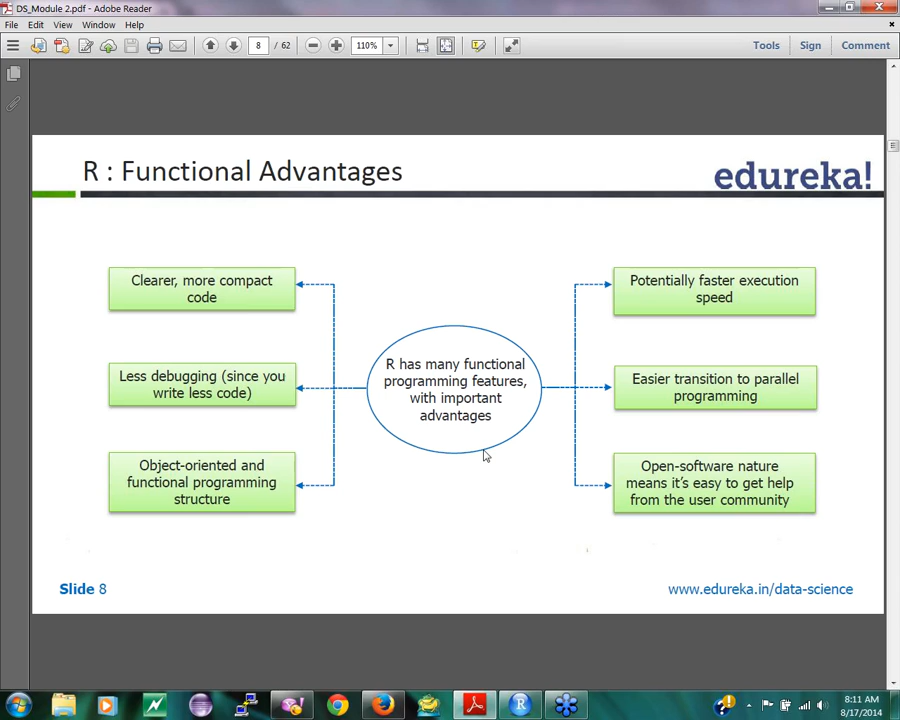 DS_Module 2.pdf - Adobe Reader
File Edit View Window Help
8 / 62 110% Tools Sign Comment
R : Functional Advantages
edureka!
Clearer, more compact
code
Less debugging (since you
write less code)
Object-oriented and
functional programming
structure
R has many functional
programming features,
with important
advantages
Potentially faster execution
speed
Easier transition to parallel
programming
Open-software nature
means it's easy to get help
from the user community
Slide 8
www.edureka.in/data-science
8:11 AM
8/17/2014